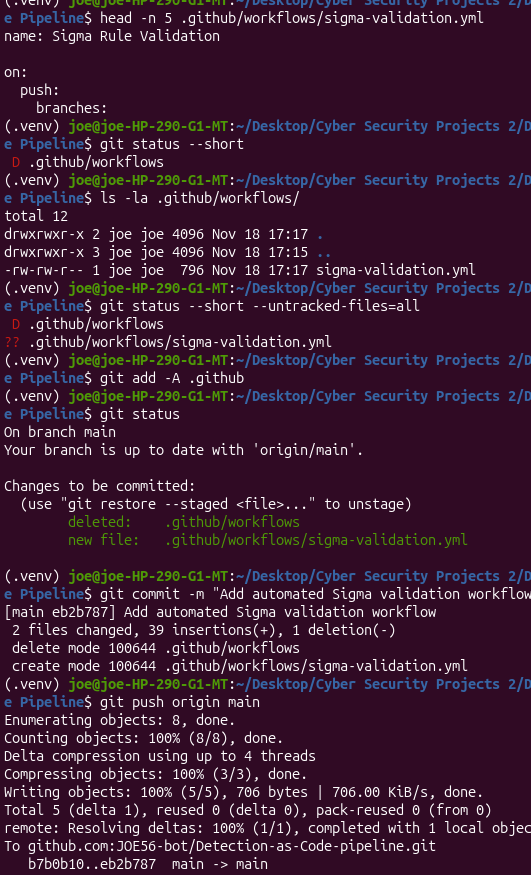 (.venv) joe@joe-HP-290-G1-MT:~/Desktop/Cyber Security Projects 2/D
e Pipeline$ head -n 5 .github/workflows/sigma-validation.yml
name: Sigma Rule Validation
on:
  push:
    branches:
(.venv) joe@joe-HP-290-G1-MT:~/Desktop/Cyber Security Projects 2/D
e Pipeline$ git status --short
 D .github/workflows
(.venv) joe@joe-HP-290-G1-MT:~/Desktop/Cyber Security Projects 2/D
e Pipeline$ ls -la .github/workflows/
total 12
drwxrwxr-x 2 joe joe 4096 Nov 18 17:17 .
drwxrwxr-x 3 joe joe 4096 Nov 18 17:15 ..
-rw-rw-r-- 1 joe joe  796 Nov 18 17:17 sigma-validation.yml
(.venv) joe@joe-HP-290-G1-MT:~/Desktop/Cyber Security Projects 2/D
e Pipeline$ git status --short --untracked-files=all
 D .github/workflows
?? .github/workflows/sigma-validation.yml
(.venv) joe@joe-HP-290-G1-MT:~/Desktop/Cyber Security Projects 2/D
e Pipeline$ git add -A .github
(.venv) joe@joe-HP-290-G1-MT:~/Desktop/Cyber Security Projects 2/D
e Pipeline$ git status
On branch main
Your branch is up to date with 'origin/main'.
Changes to be committed:
  (use "git restore --staged <file>..." to unstage)
        deleted:    .github/workflows
        new file:   .github/workflows/sigma-validation.yml
(.venv) joe@joe-HP-290-G1-MT:~/Desktop/Cyber Security Projects 2/D
e Pipeline$ git commit -m "Add automated Sigma validation workflow
[main eb2b787] Add automated Sigma validation workflow
 2 files changed, 39 insertions(+), 1 deletion(-)
 delete mode 100644 .github/workflows
 create mode 100644 .github/workflows/sigma-validation.yml
(.venv) joe@joe-HP-290-G1-MT:~/Desktop/Cyber Security Projects 2/D
e Pipeline$ git push origin main
Enumerating objects: 8, done.
Counting objects: 100% (8/8), done.
Delta compression using up to 4 threads
Compressing objects: 100% (3/3), done.
Writing objects: 100% (5/5), 706 bytes | 706.00 KiB/s, done.
Total 5 (delta 1), reused 0 (delta 0), pack-reused 0 (from 0)
remote: Resolving deltas: 100% (1/1), completed with 1 local objec
To github.com:JOE56-bot/Detection-as-Code-pipeline.git
   b7b0b10..eb2b787  main -> main